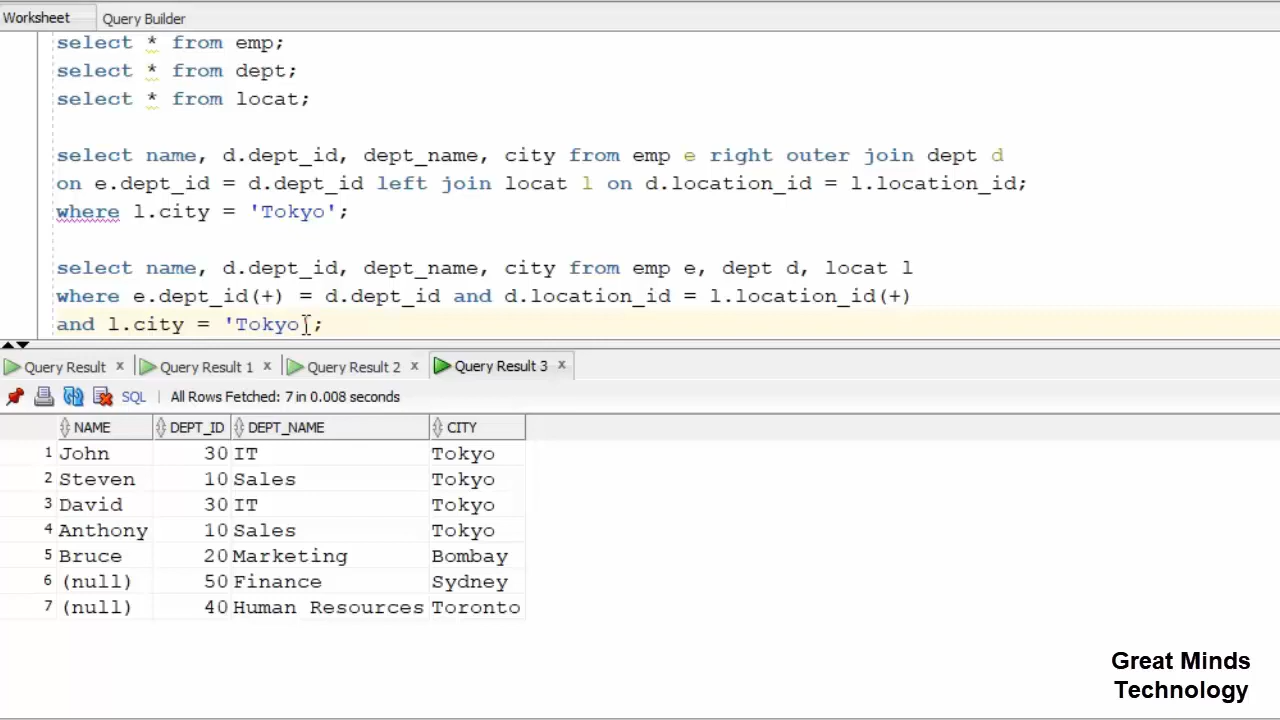 Worksheet Query Builder
select * from emp;
select * from dept;
select * from locat;
select name, d.dept_id, dept_name, city from emp e right outer join dept d
on e.dept_id = d.dept_id left join locat l on d.location_id = l.location_id;
where l.city = 'Tokyo';
select name, d.dept_id, dept_name, city from emp e, dept d, locat l
where e.dept_id(+) = d.dept_id and d.location_id = l.location_id(+)
and l.city = 'Tokyo';
Query Result x Query Result 1 x Query Result 2 x Query Result 3 x
SQL | All Rows Fetched: 7 in 0.008 seconds
NAME DEPT_ID DEPT_NAME CITY
1 John 30 IT Tokyo
2 Steven 10 Sales Tokyo
3 David 30 IT Tokyo
4 Anthony 10 Sales Tokyo
5 Bruce 20 Marketing Bombay
6 (null) 50 Finance Sydney
7 (null) 40 Human Resources Toronto
Great Minds
Technology